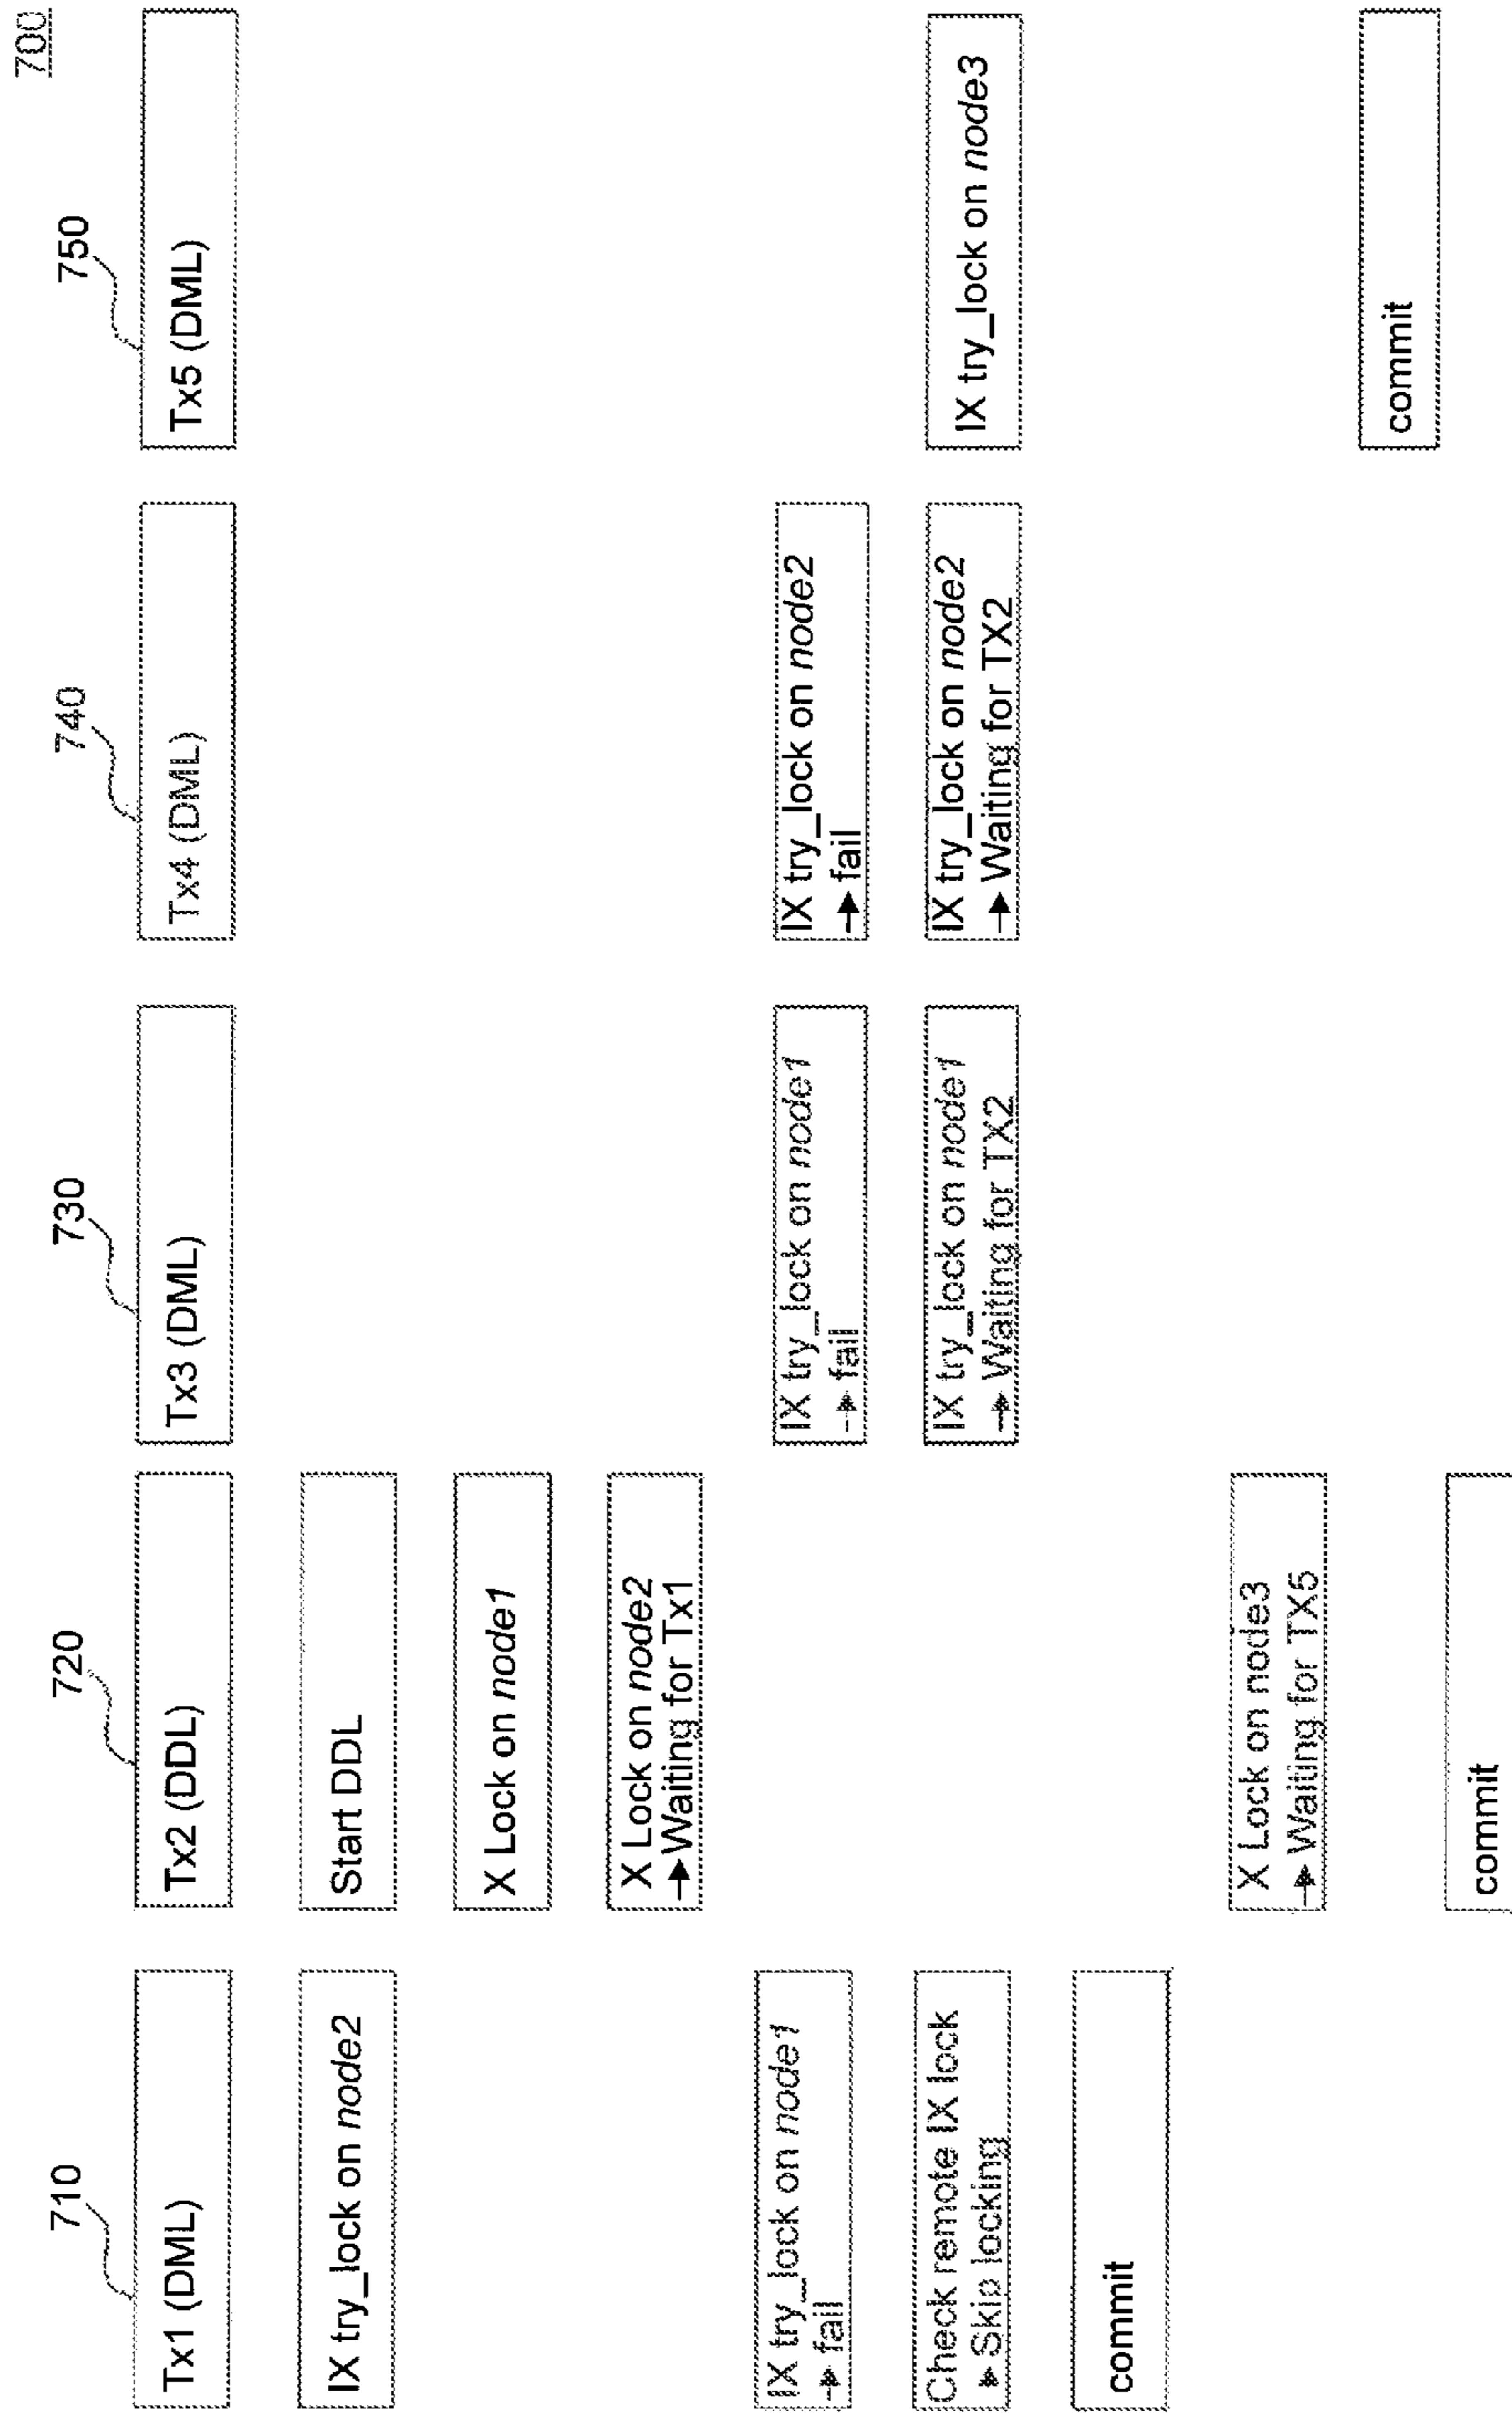 700
710
Tx1 (DML)
IX try_lock on node2
IX try_lock on node1
→ fail
Check remote IX lock
▸ Skip locking
commit
720
Tx2 (DDL)
Start DDL
X Lock on node1
X Lock on node2
→Waiting for Tx1
X Lock on node3
→ Waiting for TX5
commit
730
Tx3 (DML)
IX try_lock on node1
→ fail
IX try_lock on node1
→ Waiting for TX2
740
Tx4 (DML)
IX try_lock on node2
→ fail
IX try_lock on node2
→ Waiting for TX2
750
Tx5 (DML)
IX try_lock on node3
commit